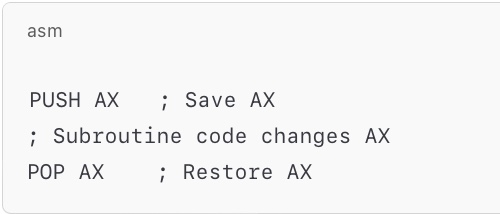 asm
PUSH AX   ; Save AX
; Subroutine code changes AX
POP AX    ; Restore AX